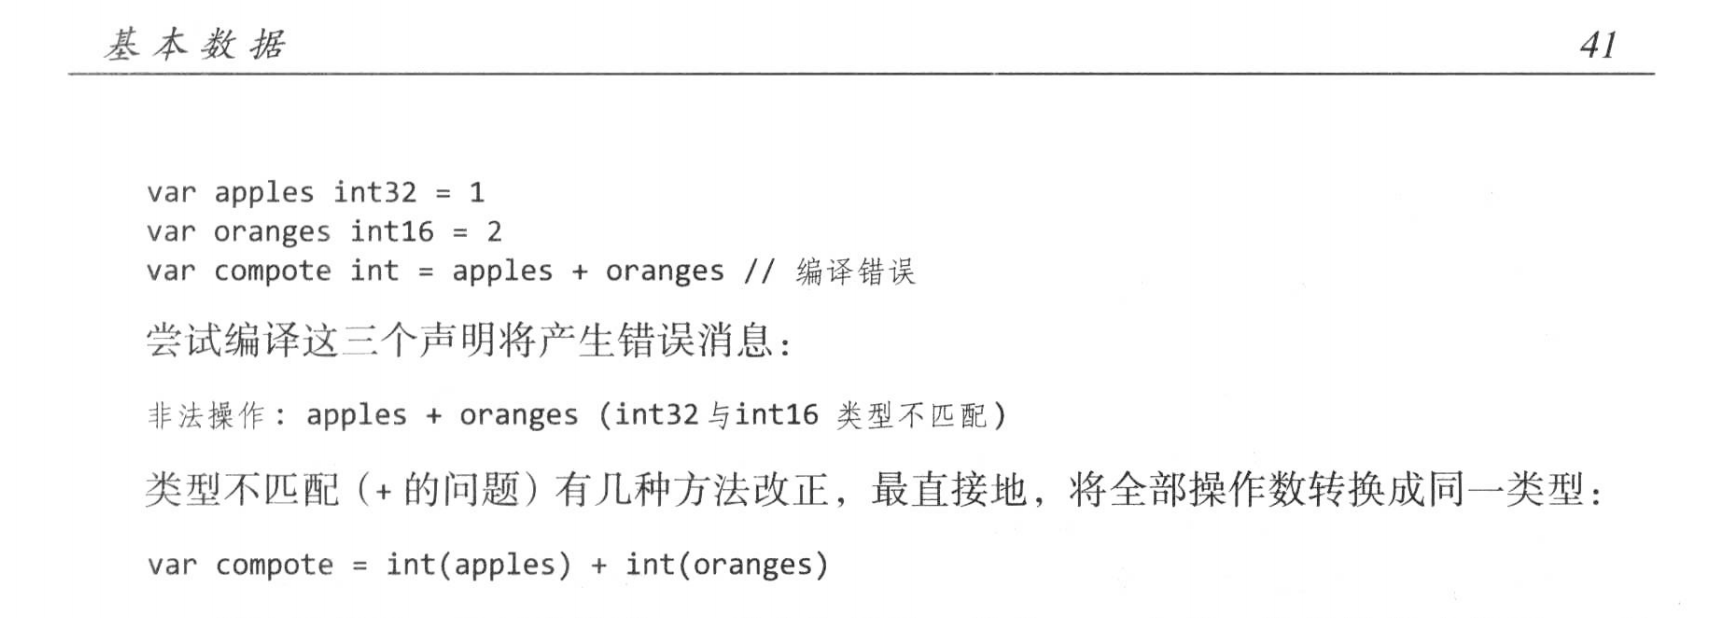 基本数据 41
var apples int32 = 1
var oranges int16 = 2
var compote int = apples + oranges // 编译错误
尝试编译这三个声明将产生错误消息：
非法操作: apples + oranges (int32与int16 类型不匹配)
类型不匹配（+ 的问题）有几种方法改正，最直接地，将全部操作数转换成同一类型：
var compote = int(apples) + int(oranges)